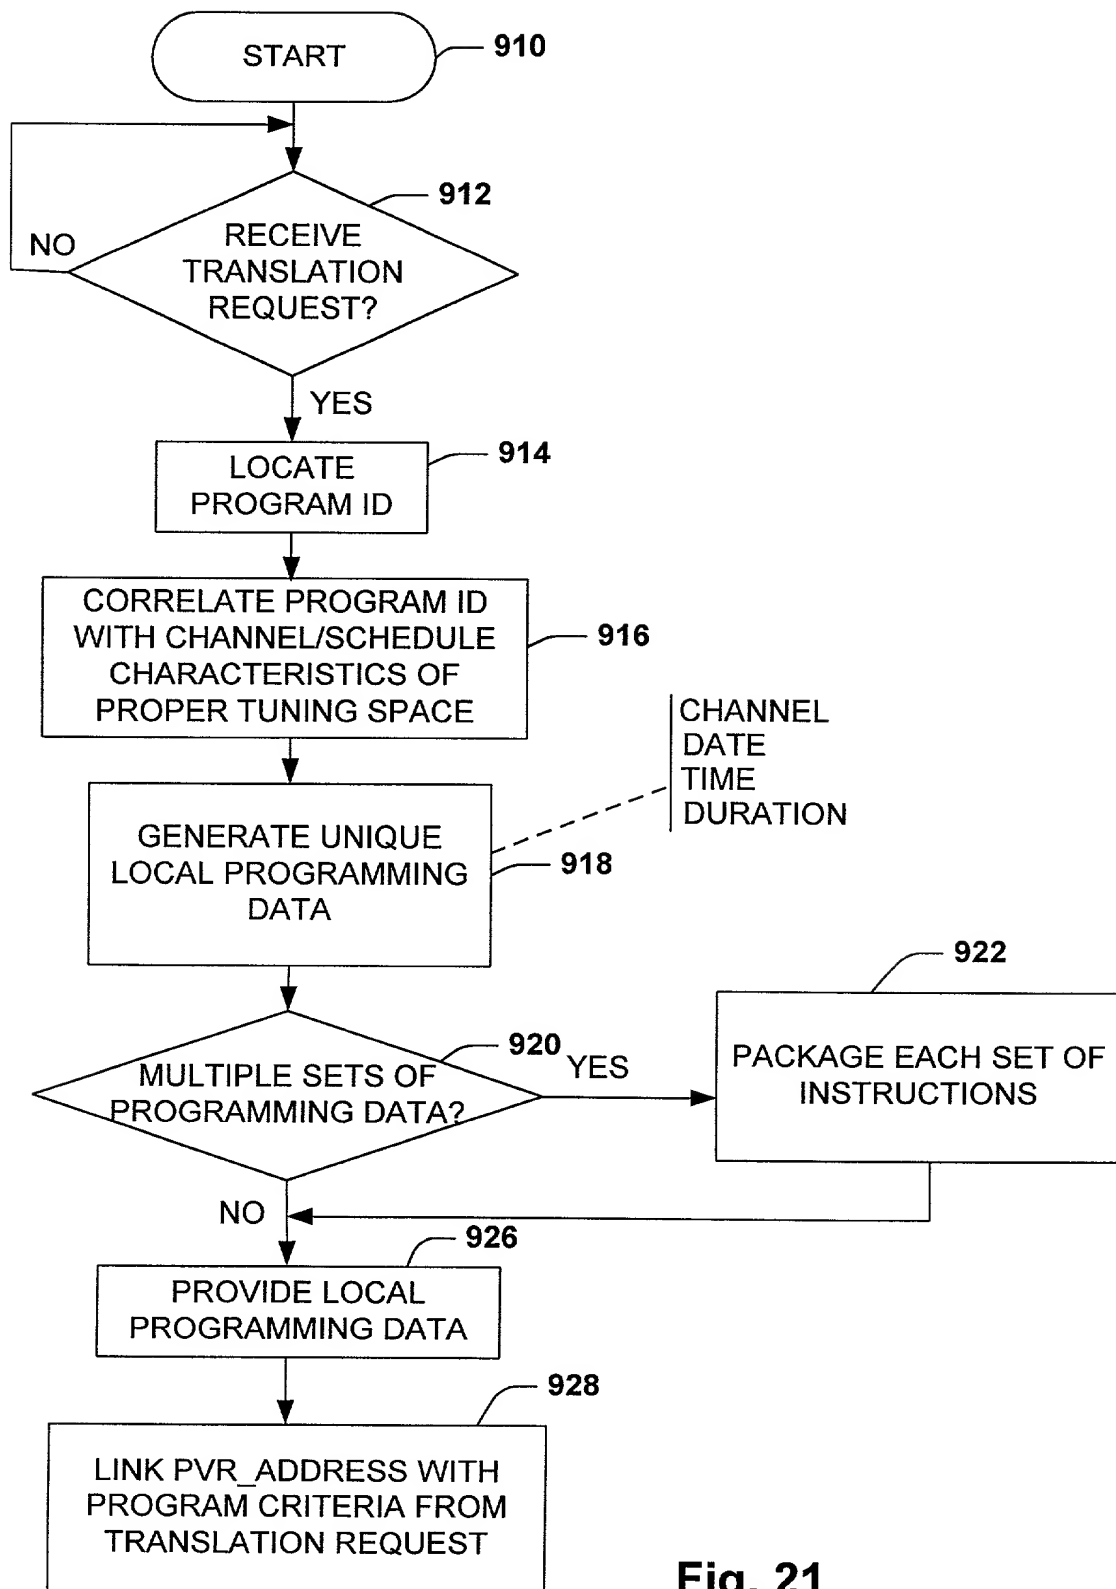 START
910
912
RECEIVE
TRANSLATION
REQUEST?
NO
YES
914
LOCATE
PROGRAM ID
CORRELATE PROGRAM ID
WITH CHANNEL/SCHEDULE
CHARACTERISTICS OF
PROPER TUNING SPACE
916
CHANNEL
DATE
TIME
DURATION
GENERATE UNIQUE
LOCAL PROGRAMMING
DATA
918
922
920
YES
MULTIPLE SETS OF
PROGRAMMING DATA?
PACKAGE EACH SET OF
INSTRUCTIONS
NO
926
PROVIDE LOCAL
PROGRAMMING DATA
928
LINK PVR_ADDRESS WITH
PROGRAM CRITERIA FROM
TRANSLATION REQUEST
Fig. 21